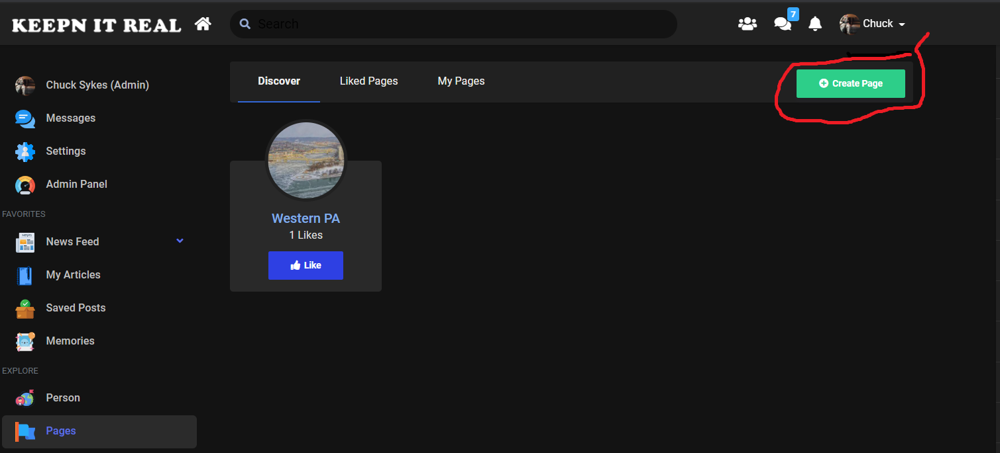 KEEPN IT REAL
Search
7
Chuck
Chuck Sykes (Admin)
Messages
Settings
Admin Panel
FAVORITES
News Feed
My Articles
Saved Posts
Memories
EXPLORE
Person
Pages
Discover Liked Pages My Pages
Create Page
Western PA
1 Likes
Like